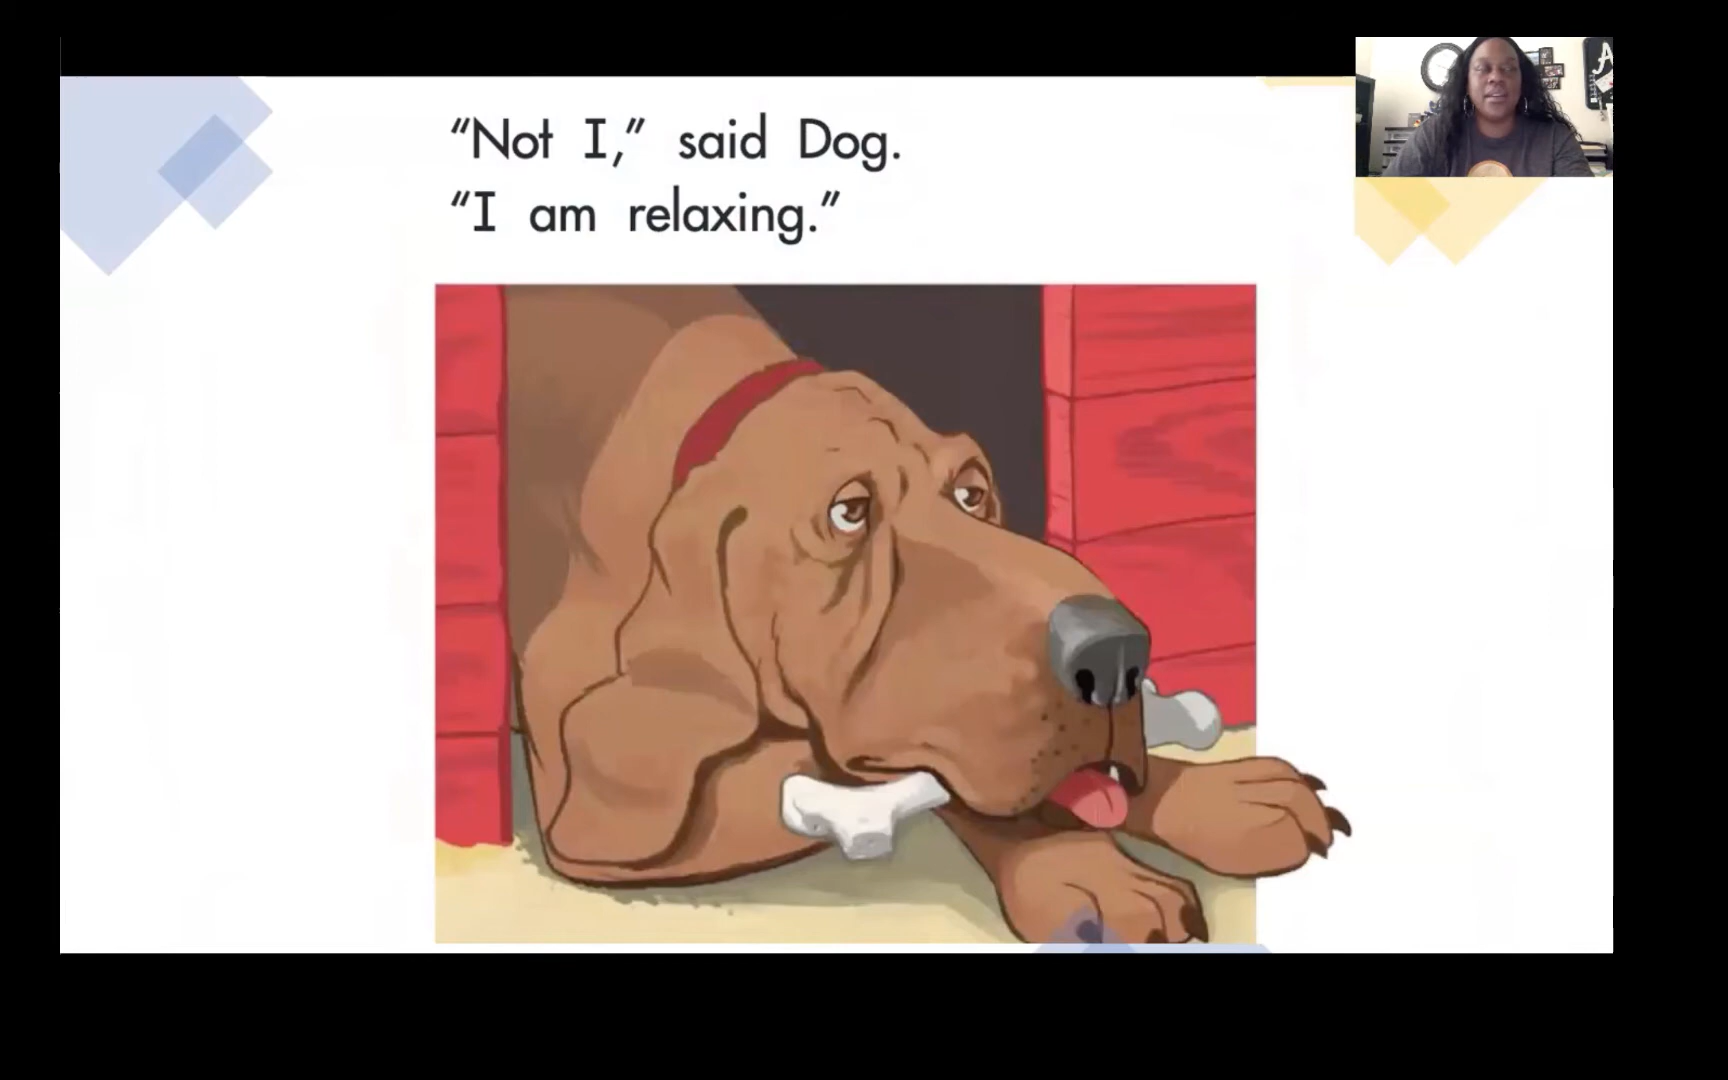 “Not I,” said Dog.
“I am relaxing.”
A